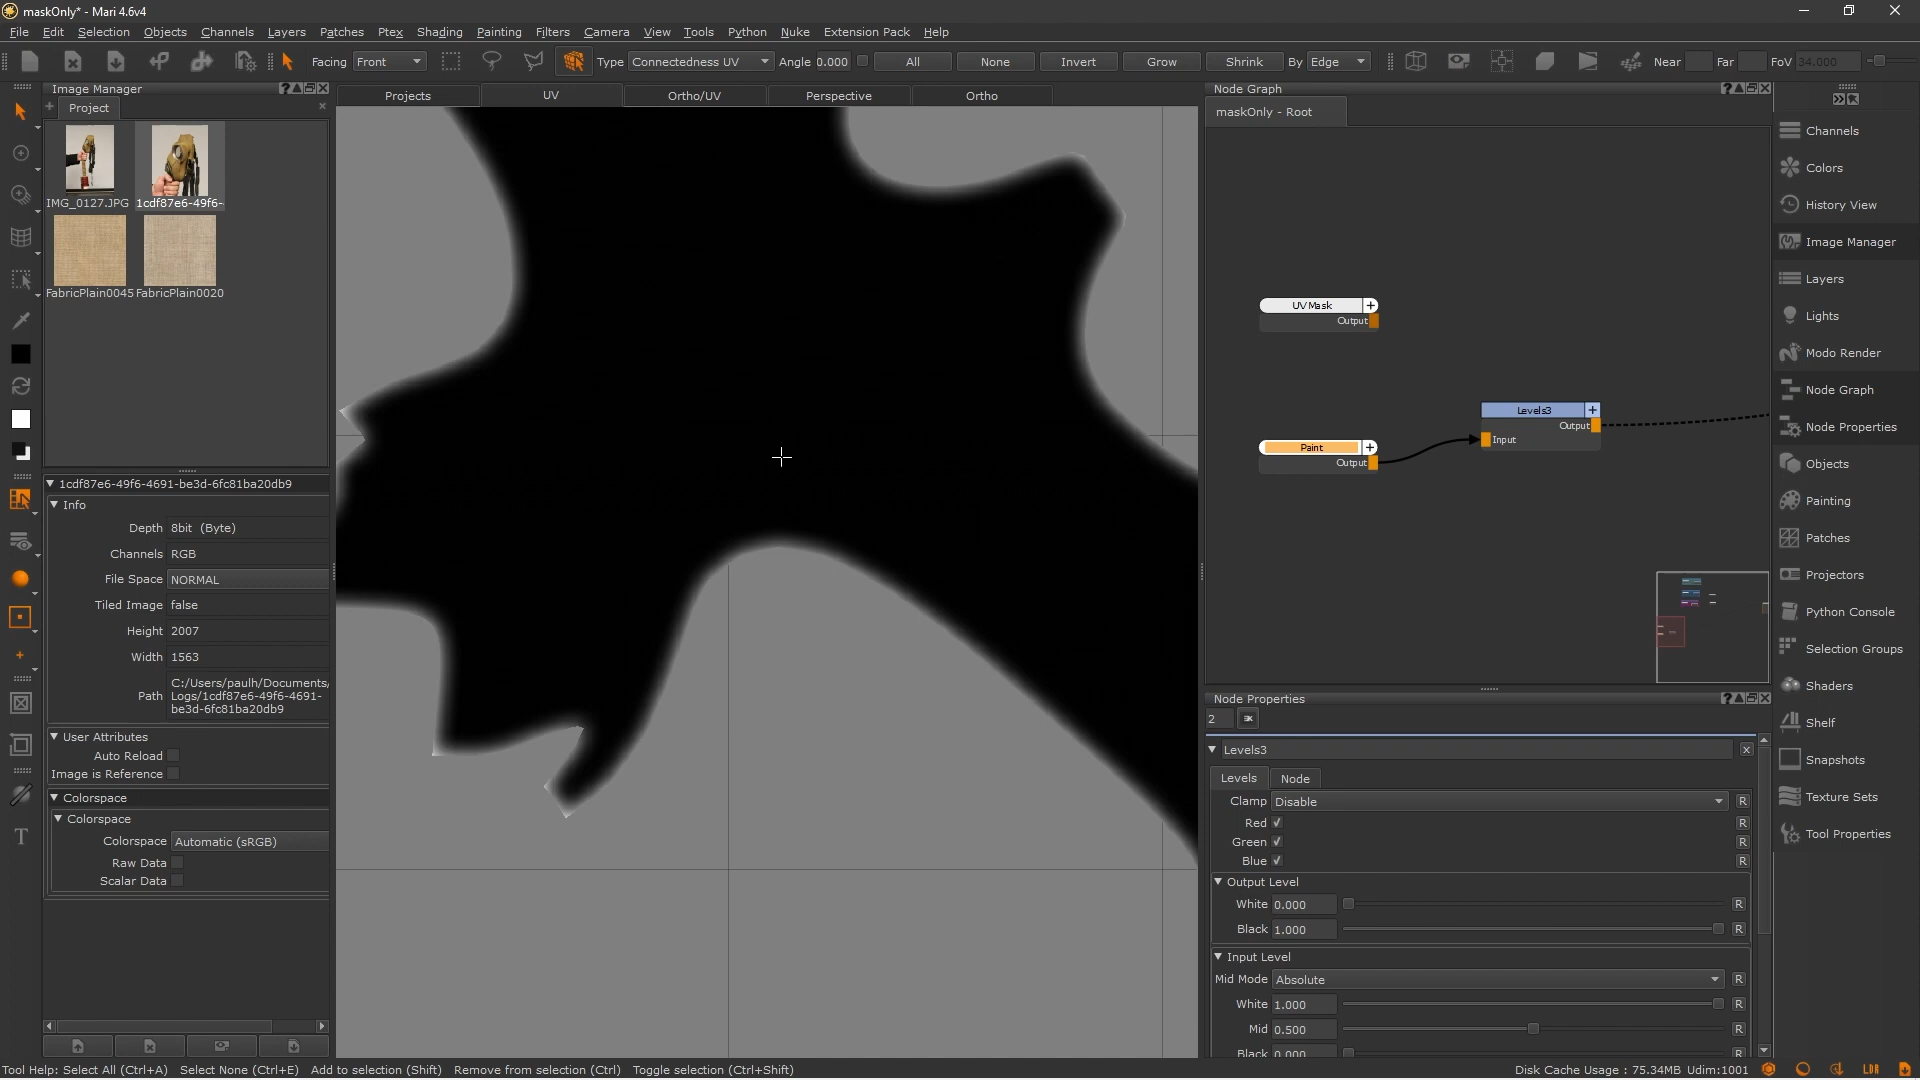 maskOnly* - Mari 4.6v4
File Edit Selection Objects Channels Layers Patches Ptex Shading Painting Filters Camera View Tools Python Nuke Extension Pack Help
Facing Front Type Connectedness UV Angle 0.000 All None Invert Grow Shrink By Edge Near Far FoV 34.000
Image Manager
Project
IMG_0127.JPG 1cdf87e6-49f6-
FabricPlain0045 FabricPlain0020
1cdf87e6-49f6-4691-be3d-6fc81ba20db9
Info
Depth 8bit (Byte)
Channels RGB
File Space NORMAL
Tiled Image false
Height 2007
Width 1563
Path C:/Users/paulh/Documents/
Logs/1cdf87e6-49f6-4691-
be3d-6fc81ba20db9
User Attributes
Auto Reload
Image is Reference
Colorspace
Colorspace
Colorspace Automatic (sRGB)
Raw Data
Scalar Data
Projects UV Ortho/UV Perspective Ortho
Node Graph
maskOnly - Root
UV Mask +
Output
Paint +
Output
Levels3 +
Output
Input
Node Properties
2
Levels3
Levels Node
Clamp Disable R
Red R
Green R
Blue R
Output Level
White 0.000 R
Black 1.000 R
Input Level
Mid Mode Absolute R
White 1.000 R
Mid 0.500 R
Black 0.000 R
Channels
Colors
History View
Image Manager
Layers
Lights
Modo Render
Node Graph
Node Properties
Objects
Painting
Patches
Projectors
Python Console
Selection Groups
Shaders
Shelf
Snapshots
Texture Sets
Tool Properties
Tool Help: Select All (Ctrl+A) Select None (Ctrl+E) Add to selection (Shift) Remove from selection (Ctrl) Toggle selection (Ctrl+Shift)
Disk Cache Usage : 75.34MB Udim:1001 LDR